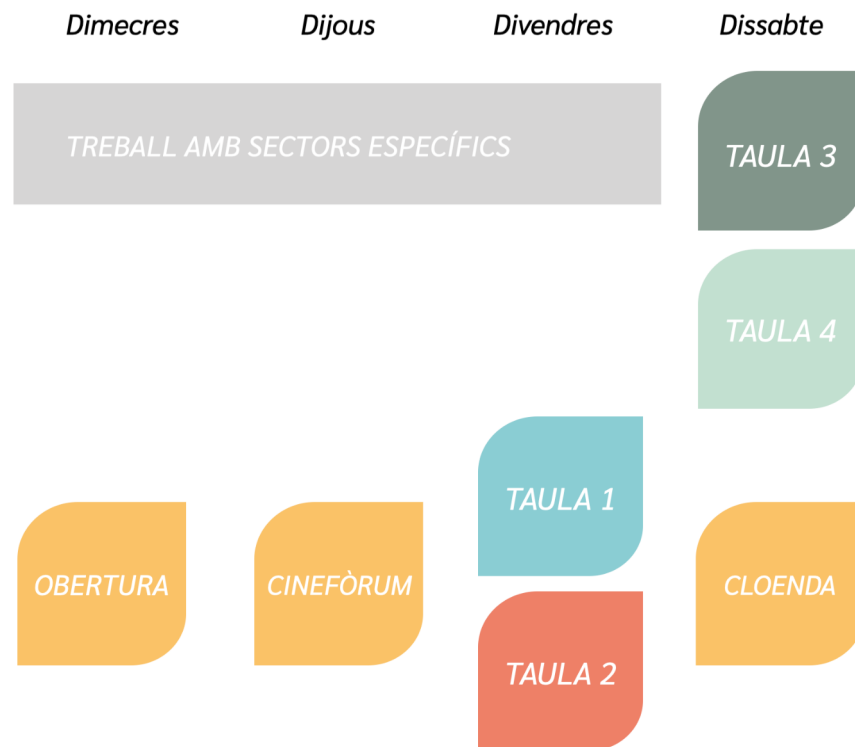 Dimecres Dijous Divendres Dissabte
TREBALL AMB SECTORS ESPECÍFICS
TAULA 3
TAULA 4
TAULA 1
OBERTURA CINEFÒRUM CLOENDA
TAULA 2